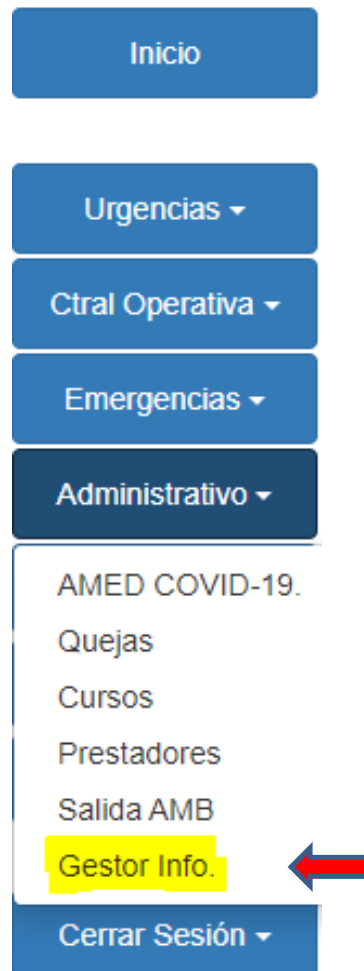 Inicio
Urgencias
Ctral Operativa
Emergencias
Administrativo
AMED COVID-19.
Quejas
Cursos
Prestadores
Salida AMB
Gestor Info.
Cerrar Sesión